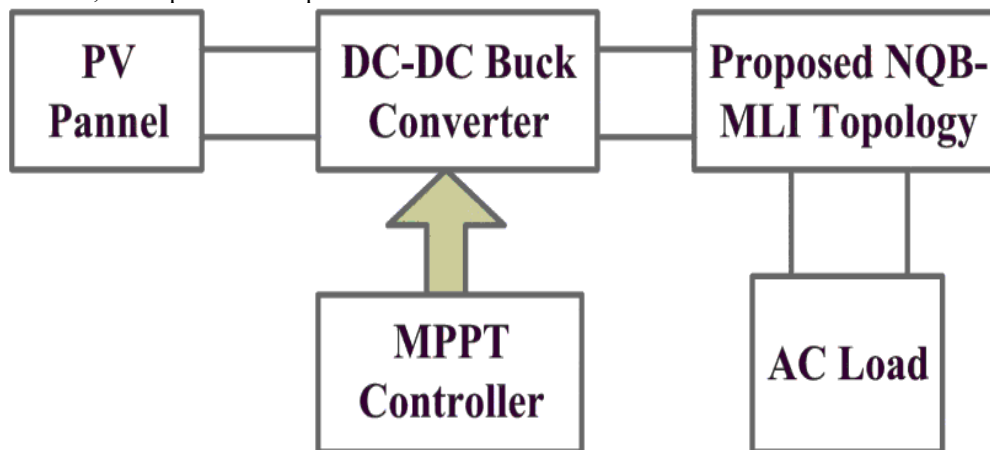 PV
Pannel
DC-DC Buck
Converter
Proposed NQB-
MLI Topology
MPPT
Controller
AC Load